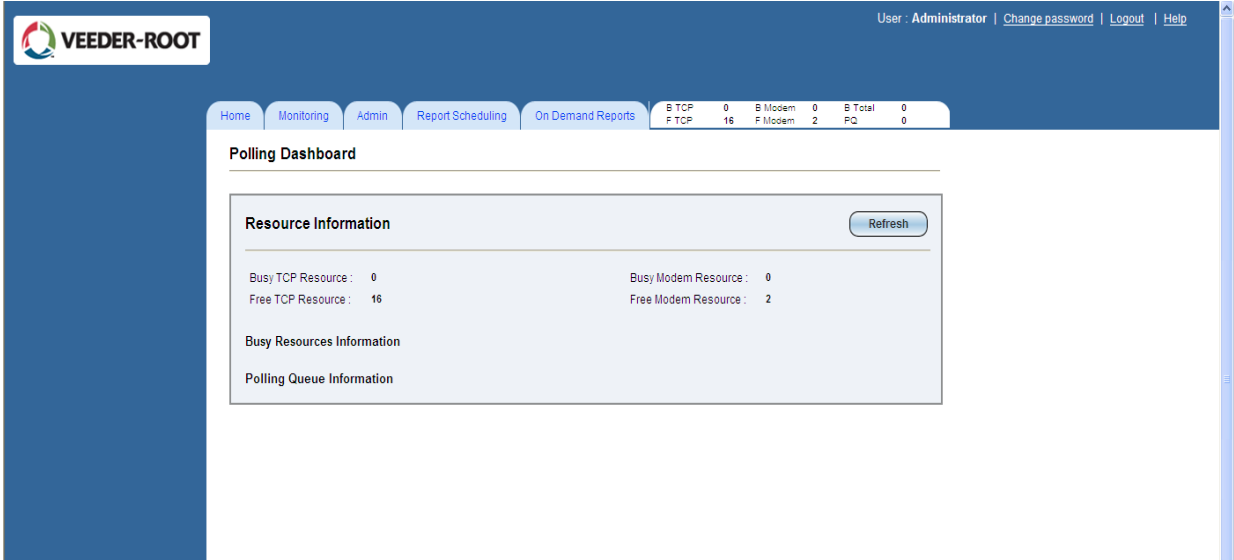 User : Administrator | Change password | Logout | Help
VEEDER-ROOT
Home Monitoring Admin Report Scheduling On Demand Reports
B TCP 0 B Modem 0 B Total 0
F TCP 16 F Modem 2 PQ 0
Polling Dashboard
Resource Information Refresh
Busy TCP Resource : 0 Busy Modem Resource : 0
Free TCP Resource : 16 Free Modem Resource : 2
Busy Resources Information
Polling Queue Information